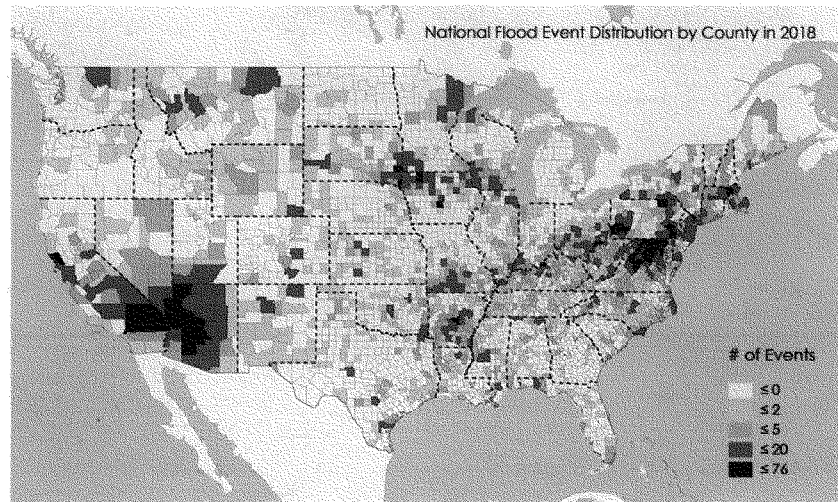 National Flood Event Distribution by County in 2018
# of Events
≤ 0
≤ 2
≤ 5
≤ 20
≤ 76